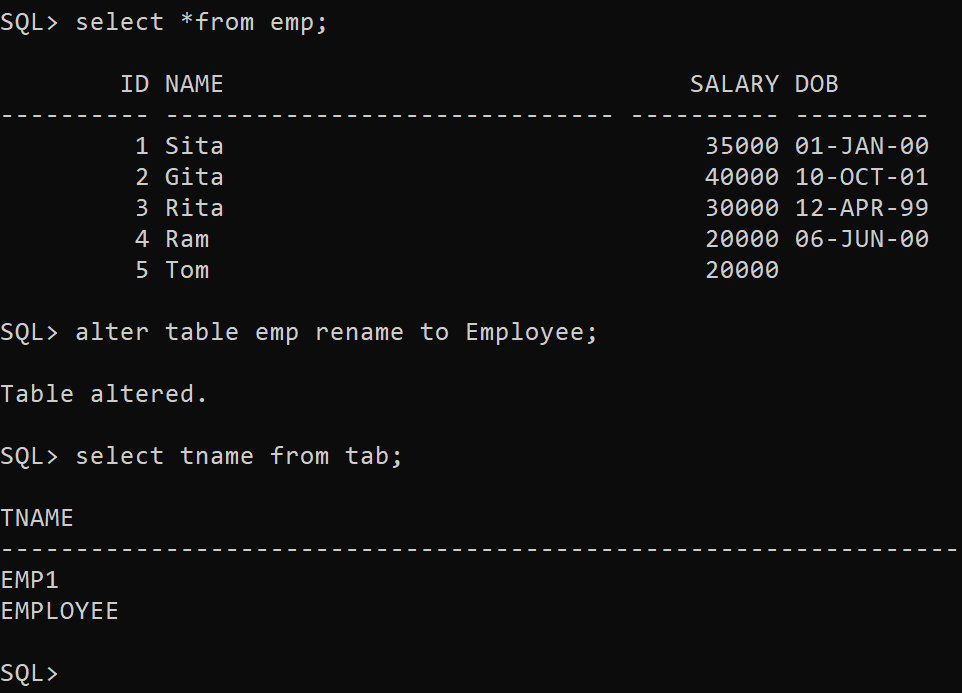 SQL> select *from emp;
ID NAME SALARY DOB
---------- ------------------------------ ---------- ---------
1 Sita 35000 01-JAN-00
2 Gita 40000 10-OCT-01
3 Rita 30000 12-APR-99
4 Ram 20000 06-JUN-00
5 Tom 20000
SQL> alter table emp rename to Employee;
Table altered.
SQL> select tname from tab;
TNAME
----------------------------------------------------------------
EMP1
EMPLOYEE
SQL>